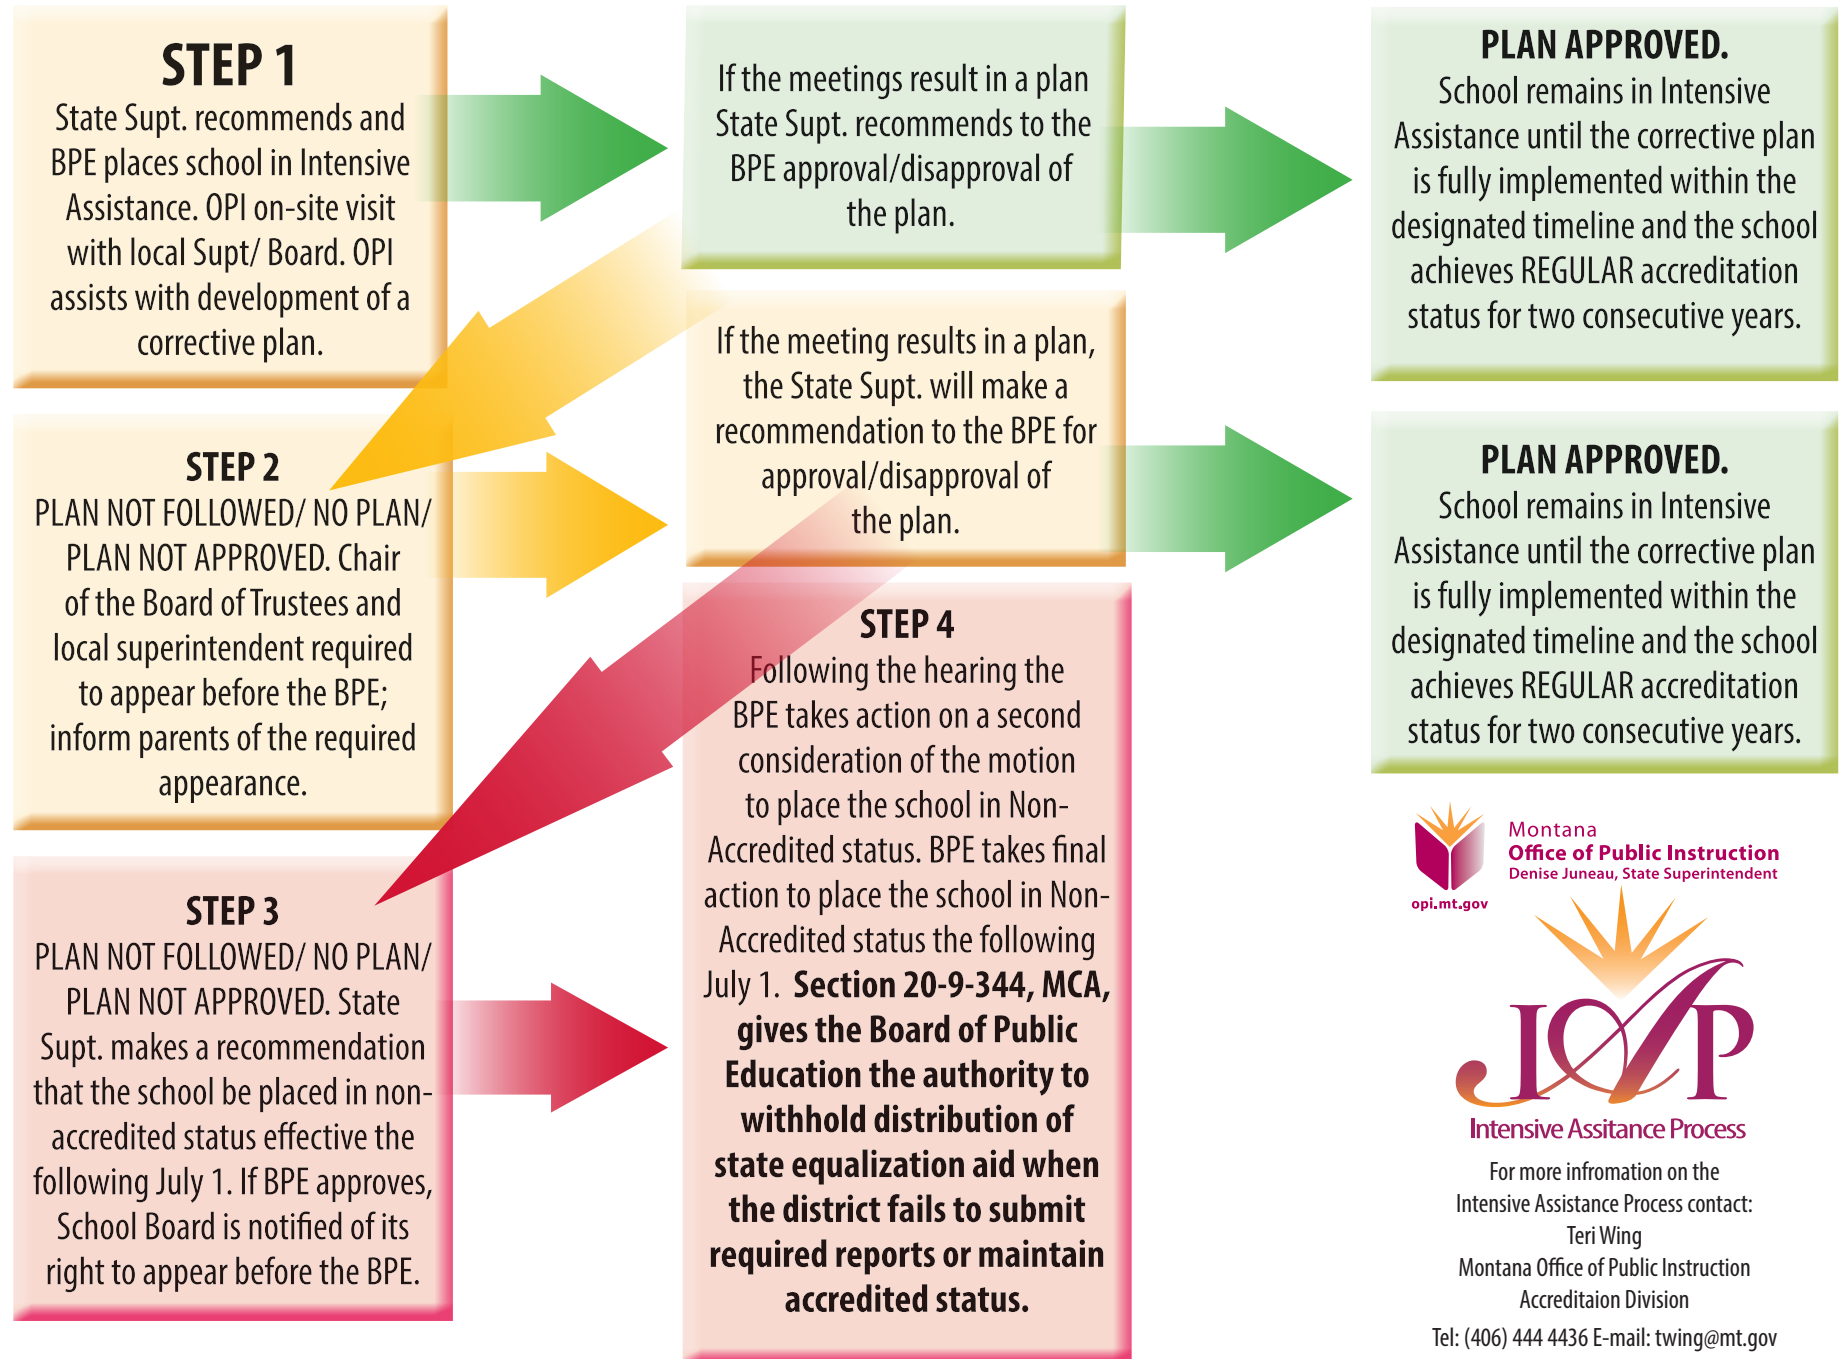 STEP 1
State Supt. recommends and
BPE places school in Intensive
Assistance. OPI on-site visit
with local Supt/ Board. OPI
assists with development of a
corrective plan.
If the meetings result in a plan
State Supt. recommends to the
BPE approval/disapproval of
the plan.
PLAN APPROVED.
School remains in Intensive
Assistance until the corrective plan
is fully implemented within the
designated timeline and the school
achieves REGULAR accreditation
status for two consecutive years.
STEP 2
PLAN NOT FOLLOWED/ NO PLAN/
PLAN NOT APPROVED. Chair
of the Board of Trustees and
local superintendent required
to appear before the BPE;
inform parents of the required
appearance.
If the meeting results in a plan,
the State Supt. will make a
recommendation to the BPE for
approval/disapproval of
the plan.
PLAN APPROVED.
School remains in Intensive
Assistance until the corrective plan
is fully implemented within the
designated timeline and the school
achieves REGULAR accreditation
status for two consecutive years.
STEP 3
PLAN NOT FOLLOWED/ NO PLAN/
PLAN NOT APPROVED. State
Supt. makes a recommendation
that the school be placed in non-
accredited status effective the
following July 1. If BPE approves,
School Board is notified of its
right to appear before the BPE.
STEP 4
Following the hearing the
BPE takes action on a second
consideration of the motion
to place the school in Non-
Accredited status. BPE takes final
action to place the school in Non-
Accredited status the following
July 1. Section 20-9-344, MCA,
gives the Board of Public
Education the authority to
withhold distribution of
state equalization aid when
the district fails to submit
required reports or maintain
accredited status.
Montana
Office of Public Instruction
Denise Juneau, State Superintendent
opi.mt.gov
IAP
Intensive Assitance Process
For more infromation on the
Intensive Assistance Process contact:
Teri Wing
Montana Office of Public Instruction
Accreditaion Division
Tel: (406) 444 4436 E-mail: twing@mt.gov